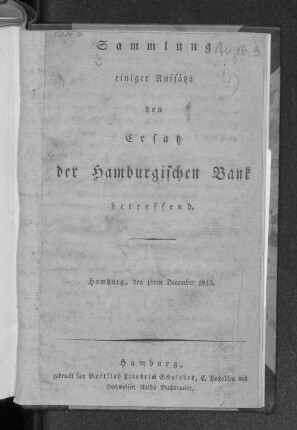 Sammlung
einiger Aufsätze
den
Ersatz
der Hamburgischen Bank
betreffend.
Hamburg, den 18ten December 1815.
Hamburg,
gedruckt bey Gottlieb Friedrich Schniebes, E. Hochedlen und
Hochweisen Raths Buchdrucker.